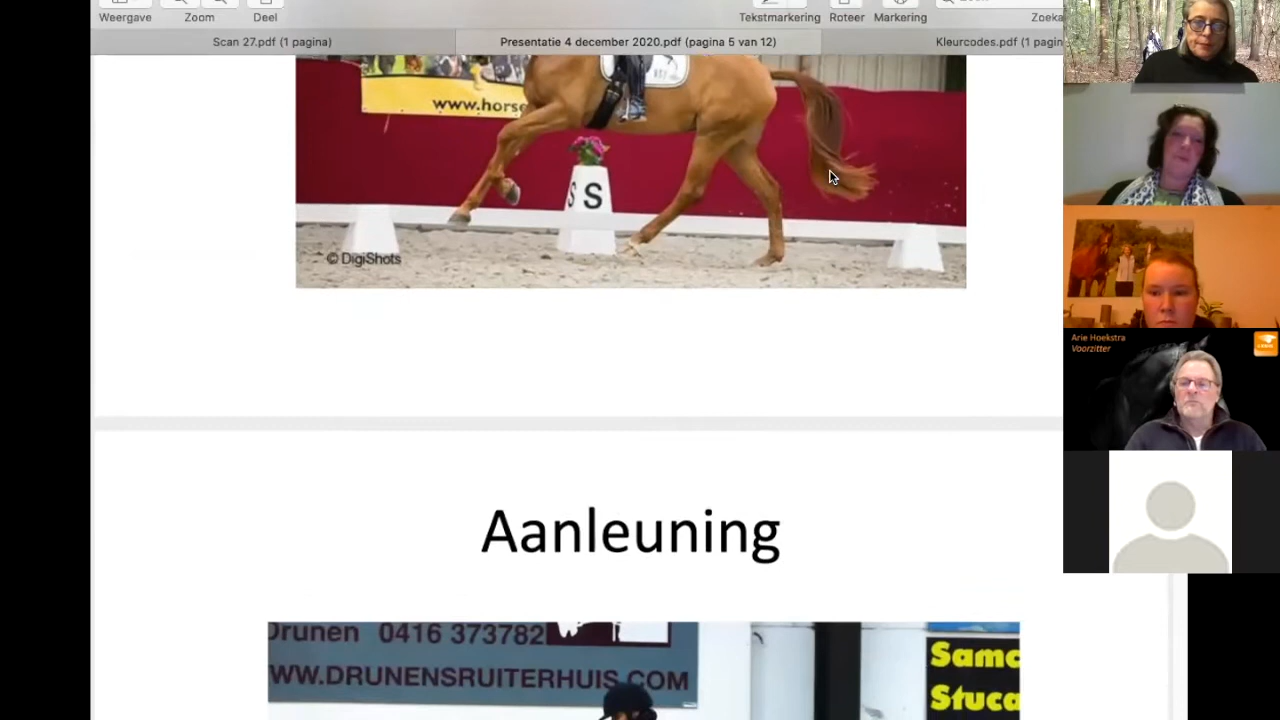 Weergave
Zoom
Deel
Tekstmarkering
Roteer
Markering
Zoeka
Scan 27.pdf (1 pagina)
Presentatie 4 december 2020.pdf (pagina 5 van 12)
Kleurcodes.pdf (1 pagin
www.horse
S S
© DigiShots
Arie Hoekstra
Voorzitter
Aanleuning
Drunen 0416 373782
WWW.DRUNENSRUITERHUIS.COM
Samc
Stuca